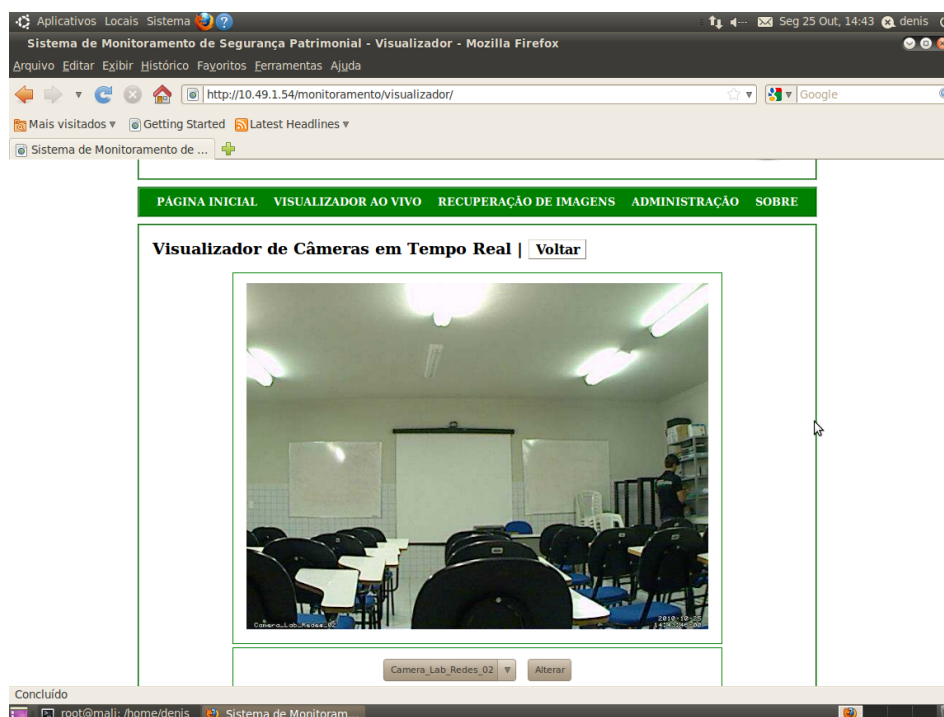 Aplicativos Locais Sistema
Seg 25 Out, 14:43 denis
Sistema de Monitoramento de Segurança Patrimonial - Visualizador - Mozilla Firefox
Arquivo Editar Exibir Histórico Favoritos Ferramentas Ajuda
http://10.49.1.54/monitoramento/visualizador/ Google
Mais visitados Getting Started Latest Headlines
Sistema de Monitoramento de ...
PÁGINA INICIAL VISUALIZADOR AO VIVO RECUPERAÇÃO DE IMAGENS ADMINISTRAÇÃO SOBRE
Visualizador de Câmeras em Tempo Real | Voltar
Camera_Lab_Redes_02
2010-10-25
Camera_Lab_Redes_02 Alterar
Concluído
root@mali: /home/denis Sistema de Monitoram...